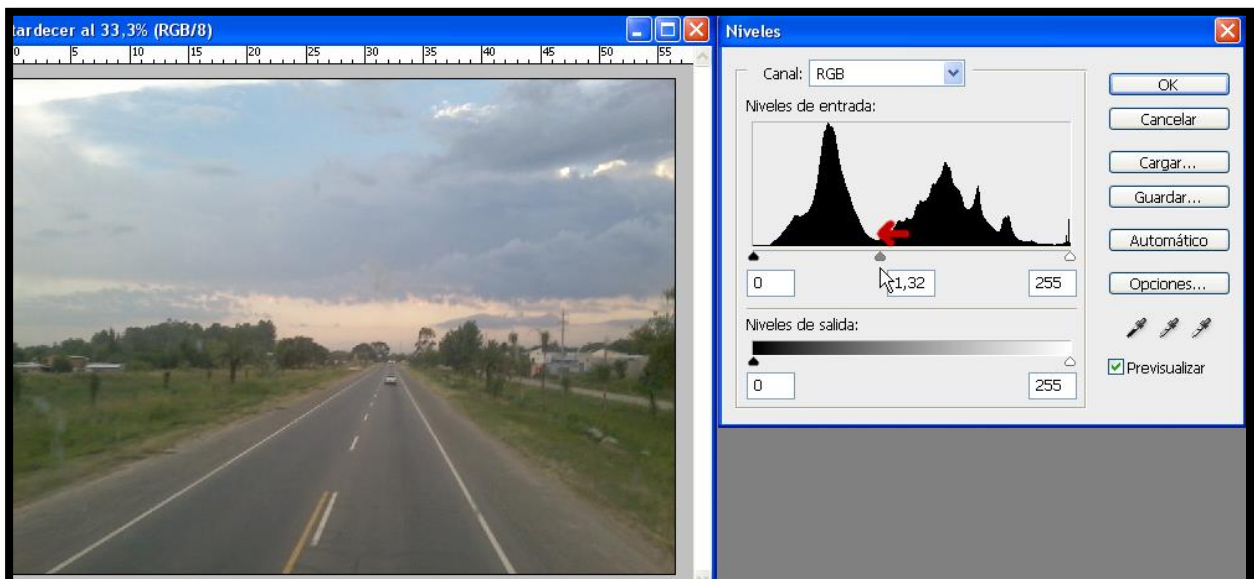 tardecer al 33,3% (RGB/8)
0 5 10 15 20 25 30 35 40 45 50 55
Niveles
Canal: RGB
Niveles de entrada:
0 1,32 255
Niveles de salida:
0 255
OK
Cancelar
Cargar...
Guardar...
Automático
Opciones...
Previsualizar